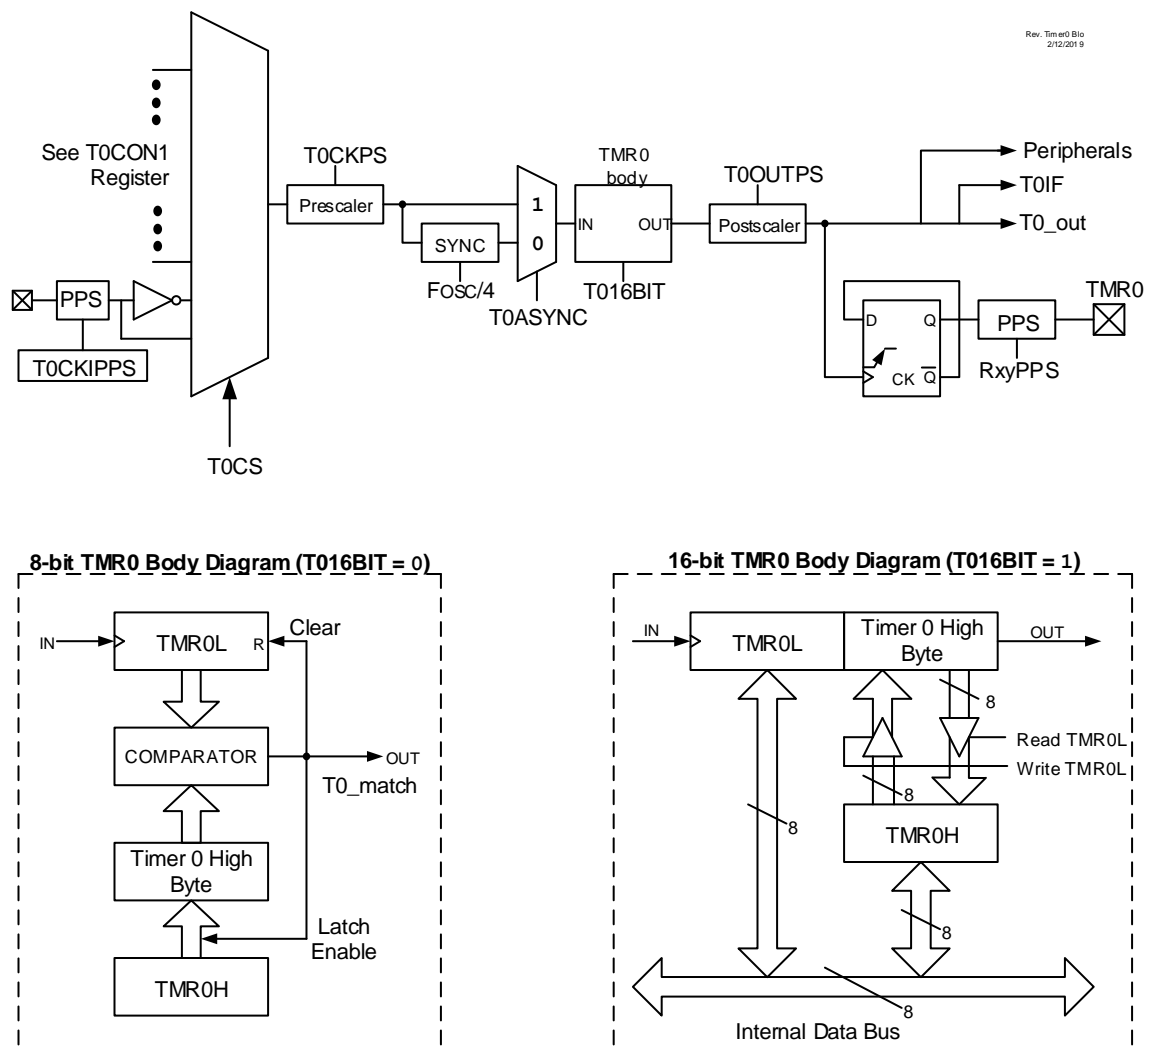 Rev. Timer0 Blo
2/12/2019
See T0CON1
Register
T0CKPS
Prescaler
SYNC
FOSC/4
1
0
T0ASYNC
TMR0
body
IN
OUT
T016BIT
T0OUTPS
Postscaler
Peripherals
T0IF
T0_out
PPS
T0CKIPPS
T0CS
D
Q
CK
Q
PPS
RxyPPS
TMR0
8-bit TMR0 Body Diagram (T016BIT = 0)
IN
TMR0L
R
Clear
COMPARATOR
OUT
T0_match
Timer 0 High
Byte
Latch
Enable
TMR0H
16-bit TMR0 Body Diagram (T016BIT = 1)
IN
TMR0L
Timer 0 High
Byte
OUT
8
Read TMR0L
Write TMR0L
8
8
TMR0H
8
8
Internal Data Bus